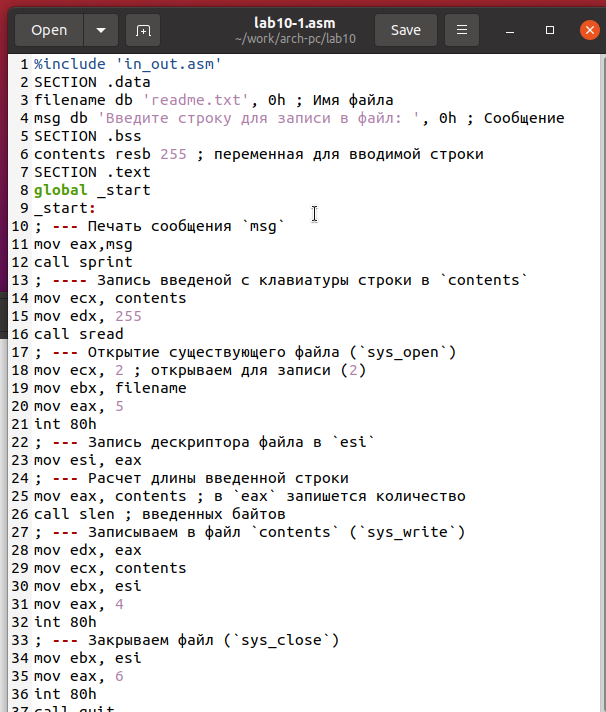 Open
lab10-1.asm
~/work/arch-pc/lab10
Save
1 %include 'in_out.asm'
2 SECTION .data
3 filename db 'readme.txt', 0h ; Имя файла
4 msg db 'Введите строку для записи в файл: ', 0h ; Сообщение
5 SECTION .bss
6 contents resb 255 ; переменная для вводимой строки
7 SECTION .text
8 global _start
9 _start:
10 ; --- Печать сообщения `msg`
11 mov eax,msg
12 call sprint
13 ; ---- Запись введеной с клавиатуры строки в `contents`
14 mov ecx, contents
15 mov edx, 255
16 call sread
17 ; --- Открытие существующего файла (`sys_open`)
18 mov ecx, 2 ; открываем для записи (2)
19 mov ebx, filename
20 mov eax, 5
21 int 80h
22 ; --- Запись дескриптора файла в `esi`
23 mov esi, eax
24 ; --- Расчет длины введенной строки
25 mov eax, contents ; в `eax` запишется количество
26 call slen ; введенных байтов
27 ; --- Записываем в файл `contents` (`sys_write`)
28 mov edx, eax
29 mov ecx, contents
30 mov ebx, esi
31 mov eax, 4
32 int 80h
33 ; --- Закрываем файл (`sys_close`)
34 mov ebx, esi
35 mov eax, 6
36 int 80h
37 call quit